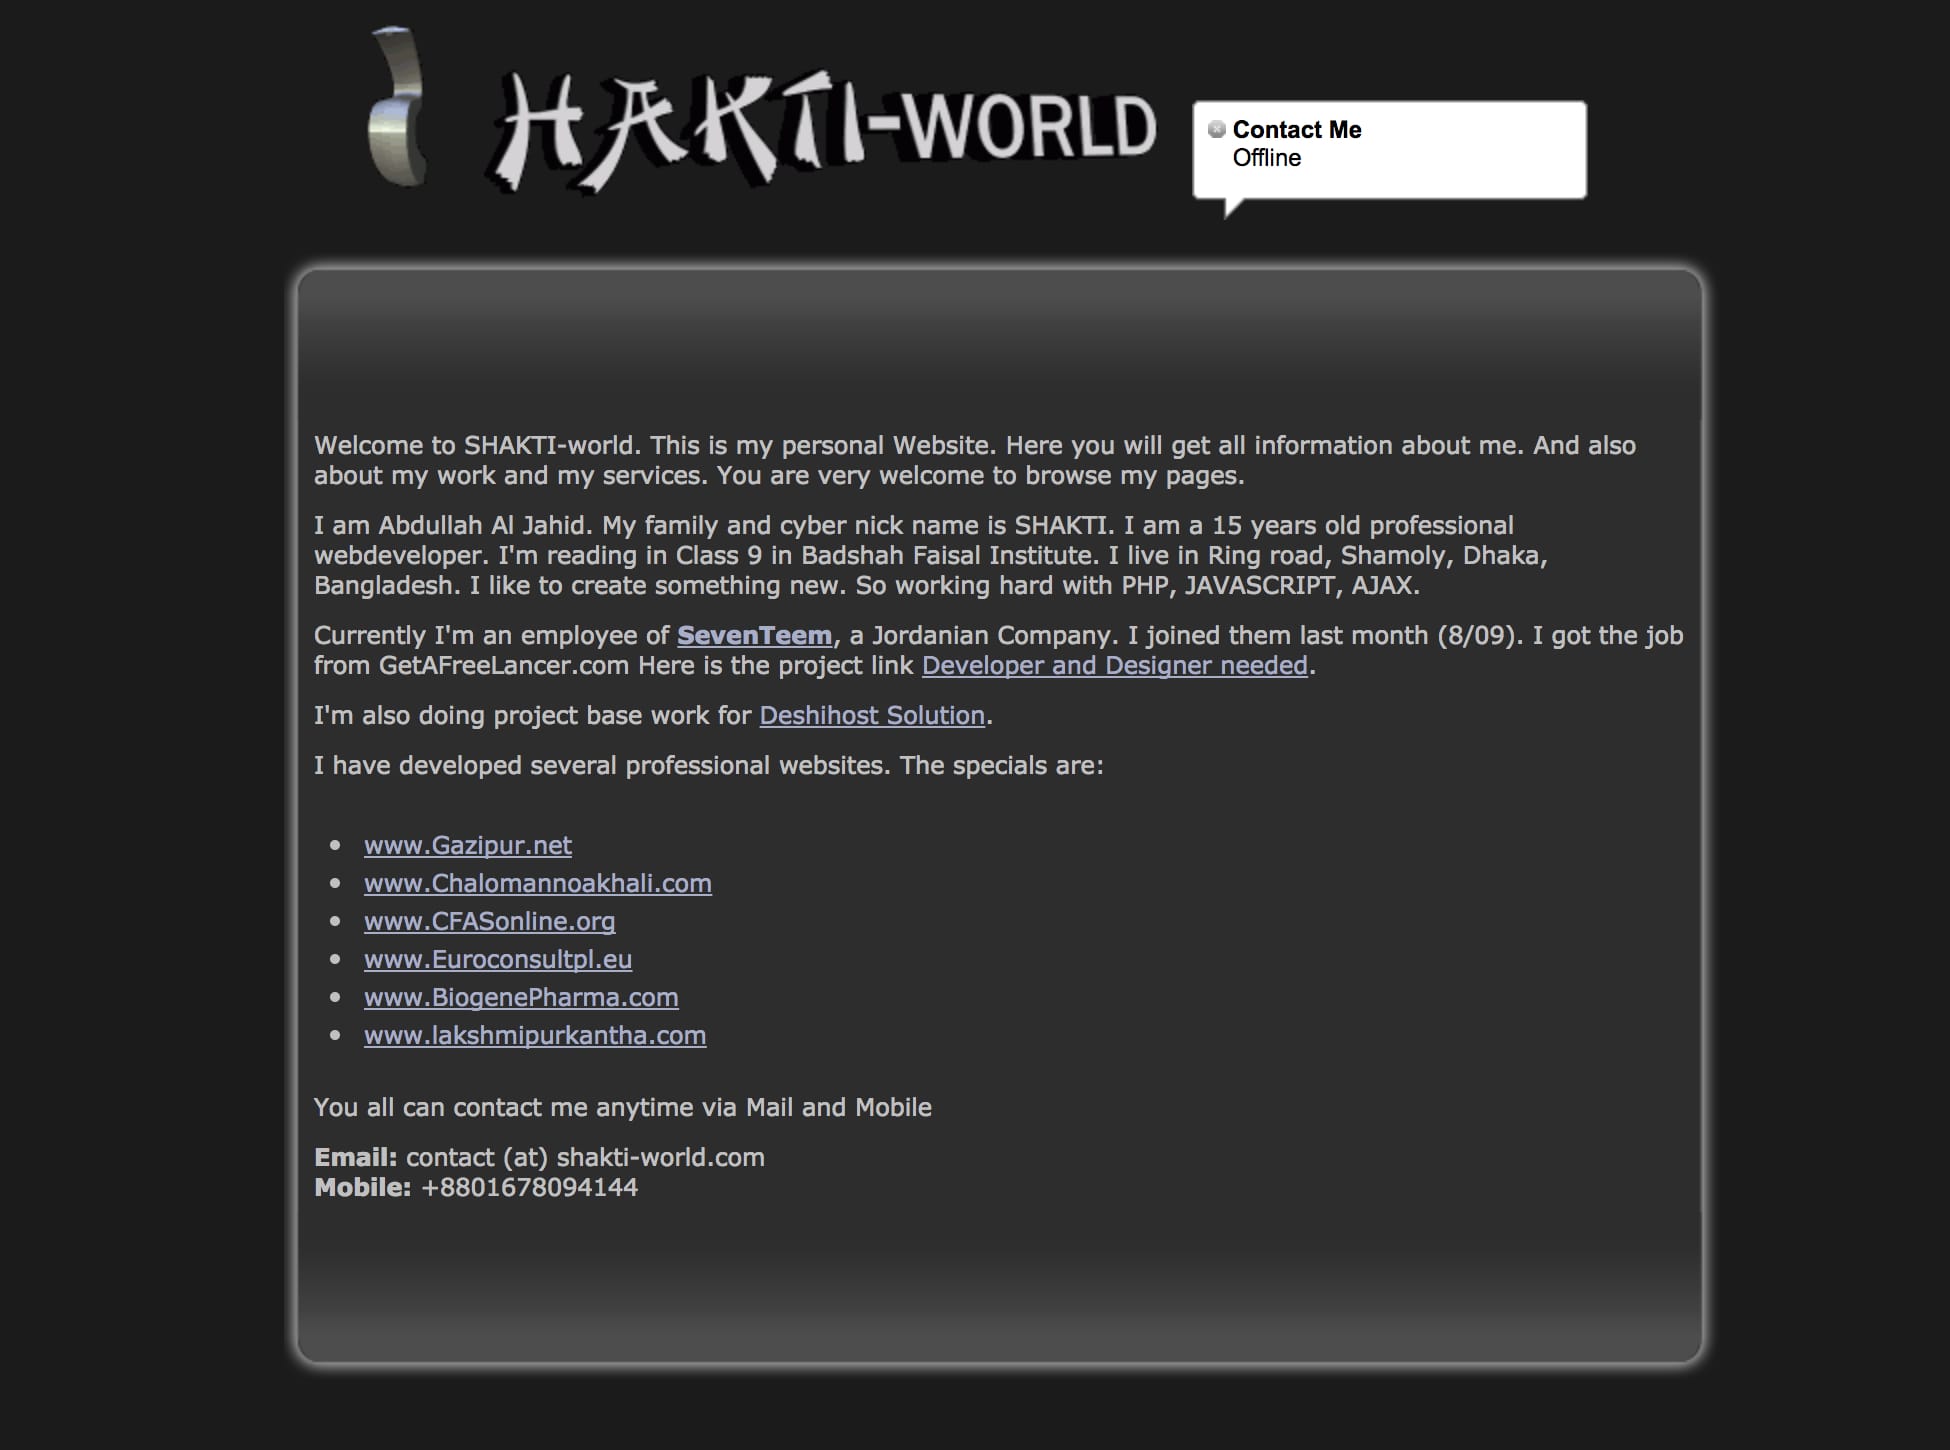 SHAKTI-WORLD
Contact Me
Offline
Welcome to SHAKTI-world. This is my personal Website. Here you will get all information about me. And also
about my work and my services. You are very welcome to browse my pages.
I am Abdullah Al Jahid. My family and cyber nick name is SHAKTI. I am a 15 years old professional
webdeveloper. I'm reading in Class 9 in Badshah Faisal Institute. I live in Ring road, Shamoly, Dhaka,
Bangladesh. I like to create something new. So working hard with PHP, JAVASCRIPT, AJAX.
Currently I'm an employee of SevenTeem, a Jordanian Company. I joined them last month (8/09). I got the job
from GetAFreeLancer.com Here is the project link Developer and Designer needed.
I'm also doing project base work for Deshihost Solution.
I have developed several professional websites. The specials are:
www.Gazipur.net
www.Chalomannoakhali.com
www.CFASonline.org
www.Euroconsultpl.eu
www.BiogenePharma.com
www.lakshmipurkantha.com
You all can contact me anytime via Mail and Mobile
Email: contact (at) shakti-world.com
Mobile: +8801678094144